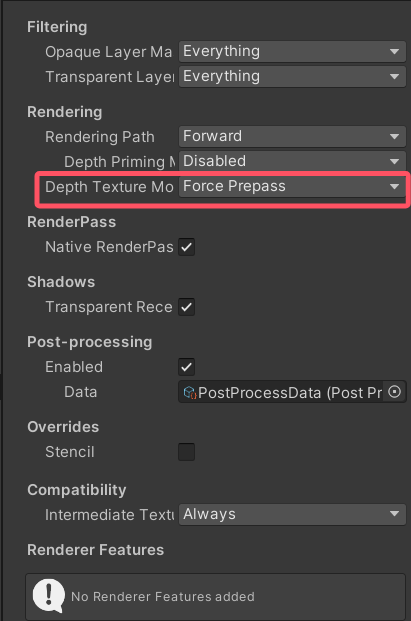 Filtering
Opaque Layer Ma Everything
Transparent Layer Everything
Rendering
Rendering Path Forward
Depth Priming M Disabled
Depth Texture Mo Force Prepass
RenderPass
Native RenderPas
Shadows
Transparent Rece
Post-processing
Enabled
Data PostProcessData (Post Pr
Overrides
Stencil
Compatibility
Intermediate Textu Always
Renderer Features
No Renderer Features added